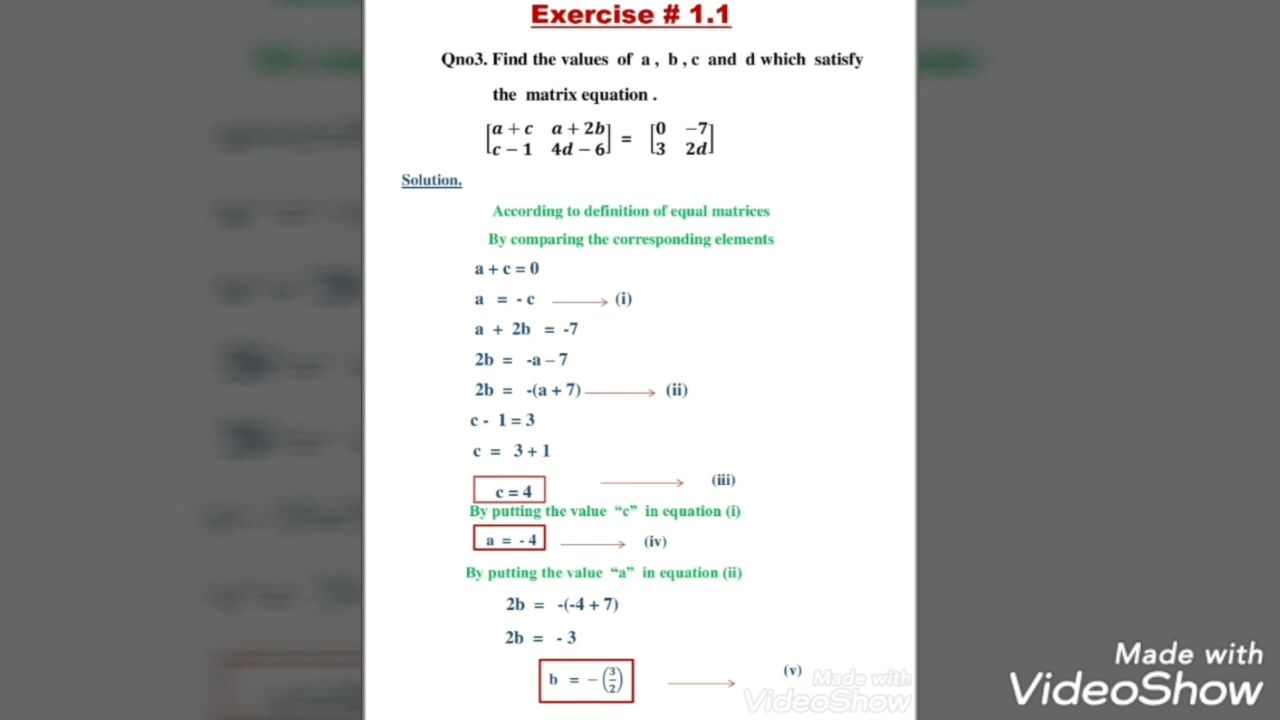 Exercise # 1.1
Qno3. Find the values of a , b , c and d which satisfy
the matrix equation .
[a + c a + 2b] = [0 −7]
[c − 1 4d − 6] [3 2d]
Solution.
According to definition of equal matrices
By comparing the corresponding elements
a + c = 0
a = - c ⟶ (i)
a + 2b = -7
2b = -a – 7
2b = -(a + 7) ⟶ (ii)
c - 1 = 3
c = 3 + 1
c = 4 ⟶ (iii)
By putting the value “c” in equation (i)
a = - 4 ⟶ (iv)
By putting the value “a” in equation (ii)
2b = -(-4 + 7)
2b = - 3
b = −(3/2) ⟶ (v)
Made with
VideoShow
Made with
VideoShow